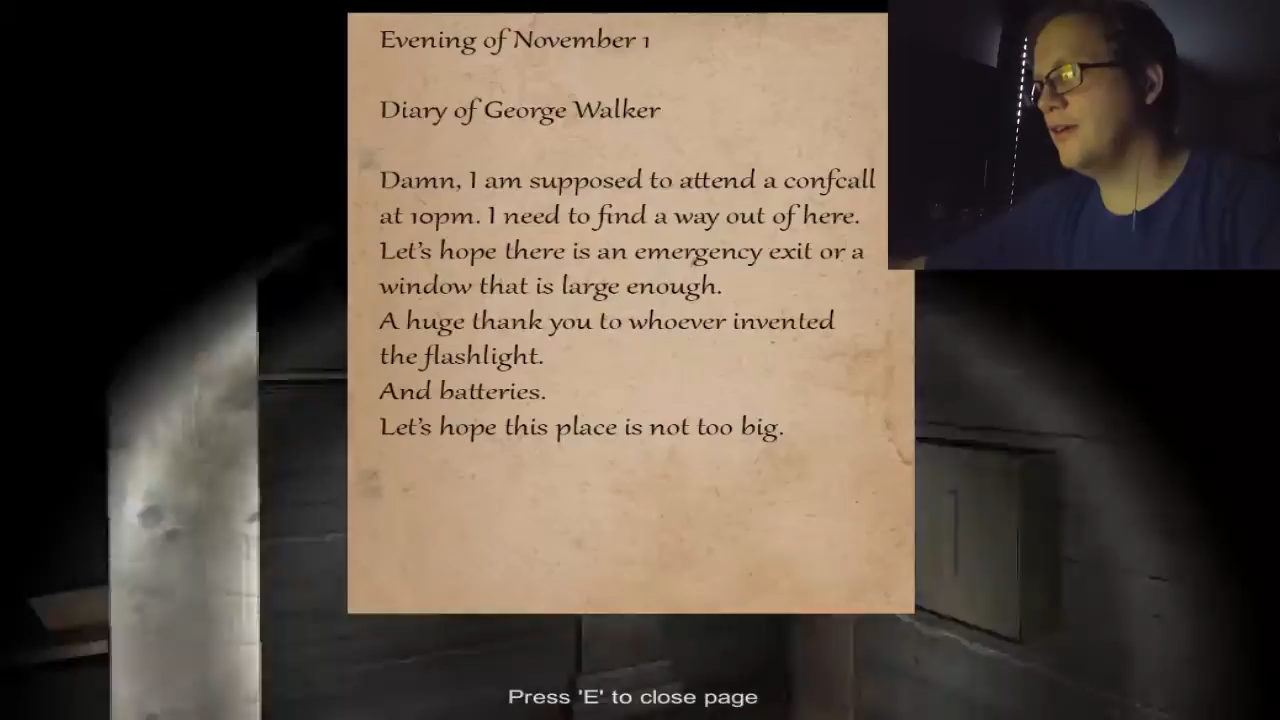 Evening of November 1
Diary of George Walker
Damn, I am supposed to attend a confcall
at 10pm. I need to find a way out of here.
Let's hope there is an emergency exit or a
window that is large enough.
A huge thank you to whoever invented
the flashlight.
And batteries.
Let's hope this place is not too big.
Press 'E' to close page